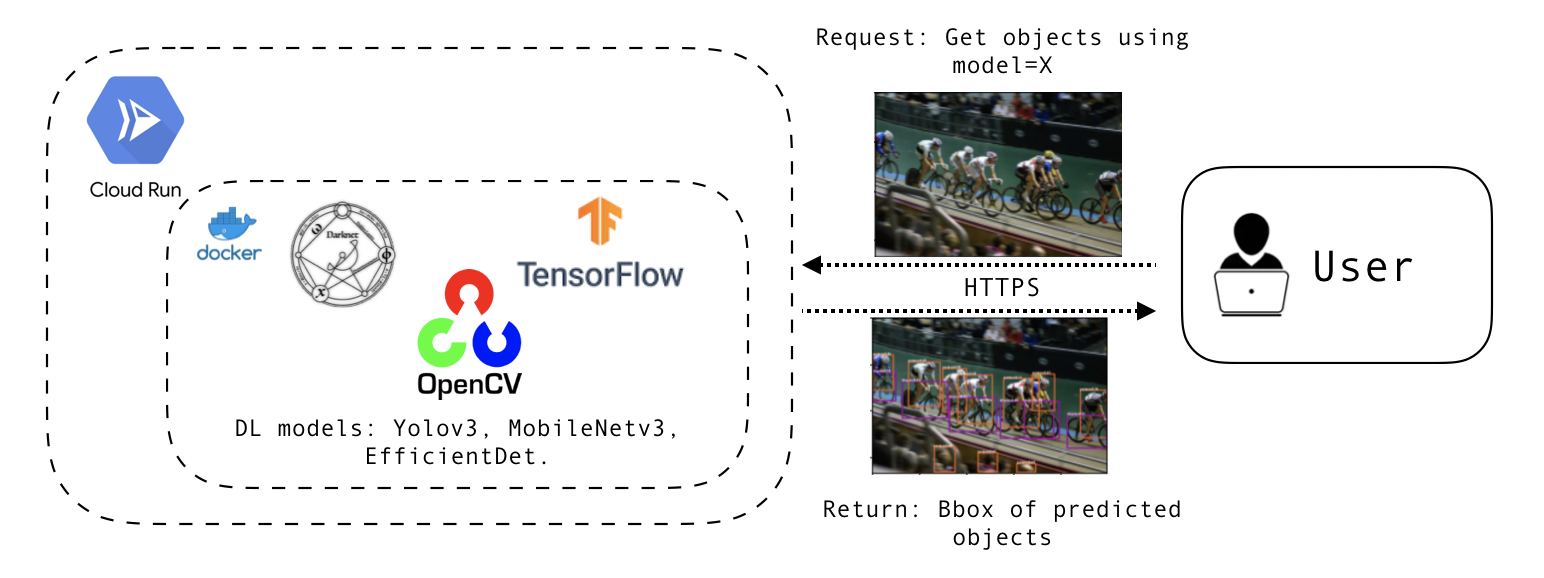 Request: Get objects using
model=X
Cloud Run
docker
Darknet
TensorFlow
OpenCV
DL models: Yolov3, MobileNetv3,
EfficientDet.
HTTPS
User
Return: Bbox of predicted
objects